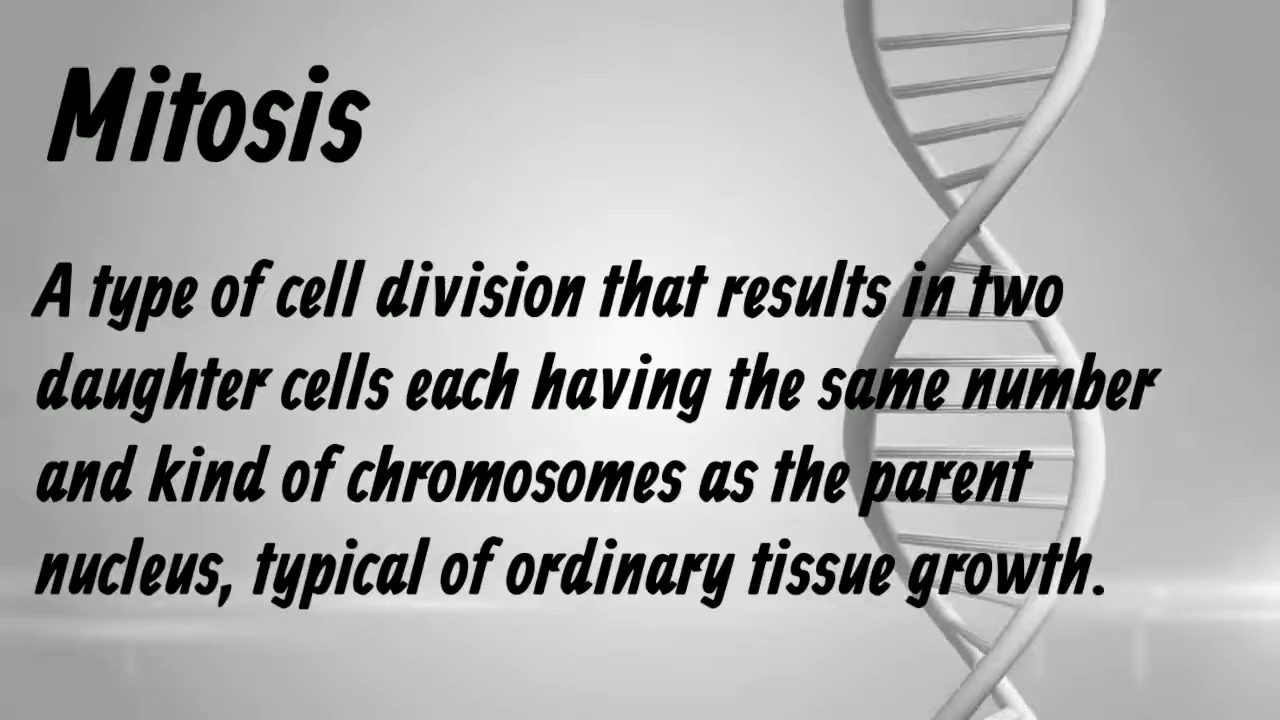 Mitosis
A type of cell division that results in two
daughter cells each having the same number
and kind of chromosomes as the parent
nucleus, typical of ordinary tissue growth.